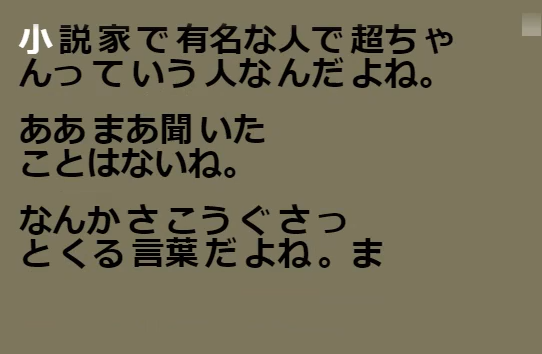 小説家で有名な人で超ちゃ
んっていう人なんだよね。
ああまあ聞いた
ことはないね。
なんかさこうぐさっ
とくる言葉だよね。ま